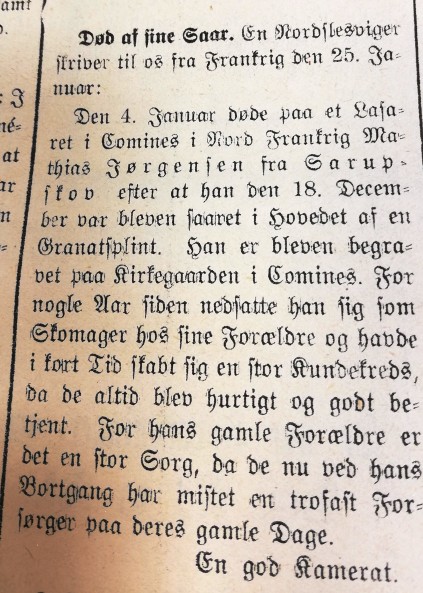 Død af sine Saar. En Nordslesviger
skriver til os fra Frankrig den 25. Ja-
nuar:
Den 4. Januar døde paa et Lasa-
ret i Comines i Nord Frankrig Ma-
thias Jørgensen fra Sarup-
skov efter at han den 18. Decem-
ber var bleven saaret i Hovedet af en
Granatsplint. Han er bleven begra-
vet paa Kirkegaarden i Comines. For
nogle Aar siden nedsatte han sig som
Skomager hos sine Forældre og havde
i kort Tid skabt sig en stor Kundekreds,
da de altid blev hurtigt og godt be-
tjent. For hans gamle Forældre er
det en stor Sorg, da de nu ved hans
Bortgang har mistet en trofast For-
sørger paa deres gamle Dage.
En god Kamerat.